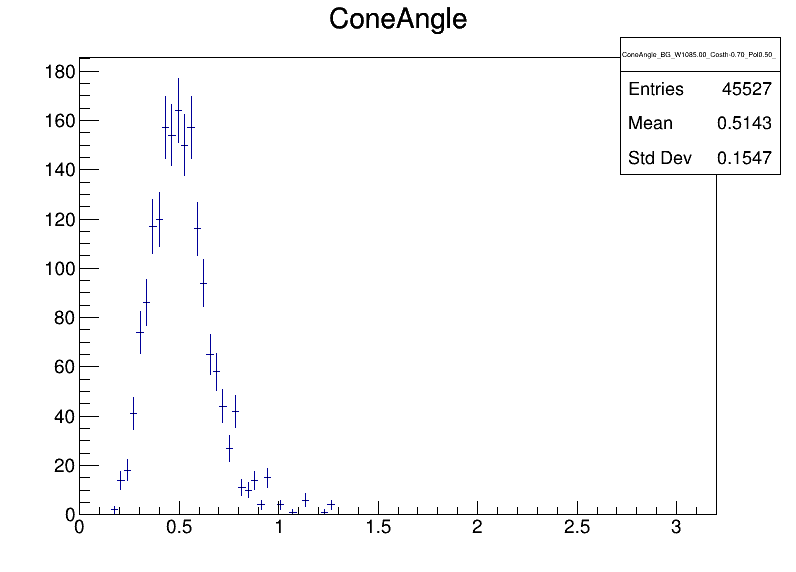 ConeAngle
ConeAngle_BG_W1085.00_Costh-0.70_Pol0.50_
Entries 45527
Mean 0.5143
Std Dev 0.1547
180
160
140
120
100
80
60
40
20
0
0 0.5 1 1.5 2 2.5 3